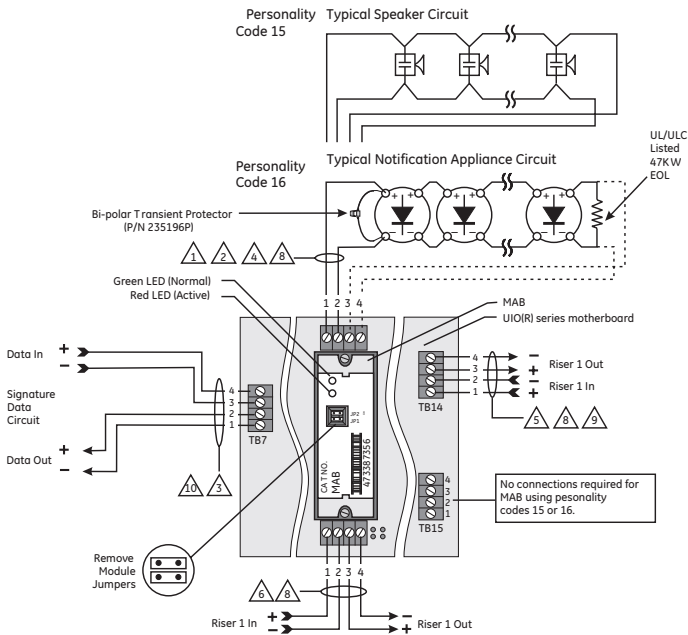 Personality Typical Speaker Circuit
Code 15
UL/ULC
Listed
47KW
EOL
Personality Typical Notification Appliance Circuit
Code 16
Bi-polar Transient Protector
(P/N 235196P)
1 2 4 8
Green LED (Normal)
Red LED (Active)
1 2 3 4
MAB
UIO(R) series motherboard
Data In + -
Signature
Data
Circuit
Data Out + -
4
3
2
1
TB7
10 3
JP2 1
JP1
CAT NO.
MAB
473387356
4 - Riser 1 Out
3 +
2 - Riser 1 In
1 +
TB14
5 8 9
4
3
2
1
TB15
No connections required for
MAB using pesonality
codes 15 or 16.
Remove
Module
Jumpers
1 2 3 4
6 8
Riser 1 In + -
- + Riser 1 Out